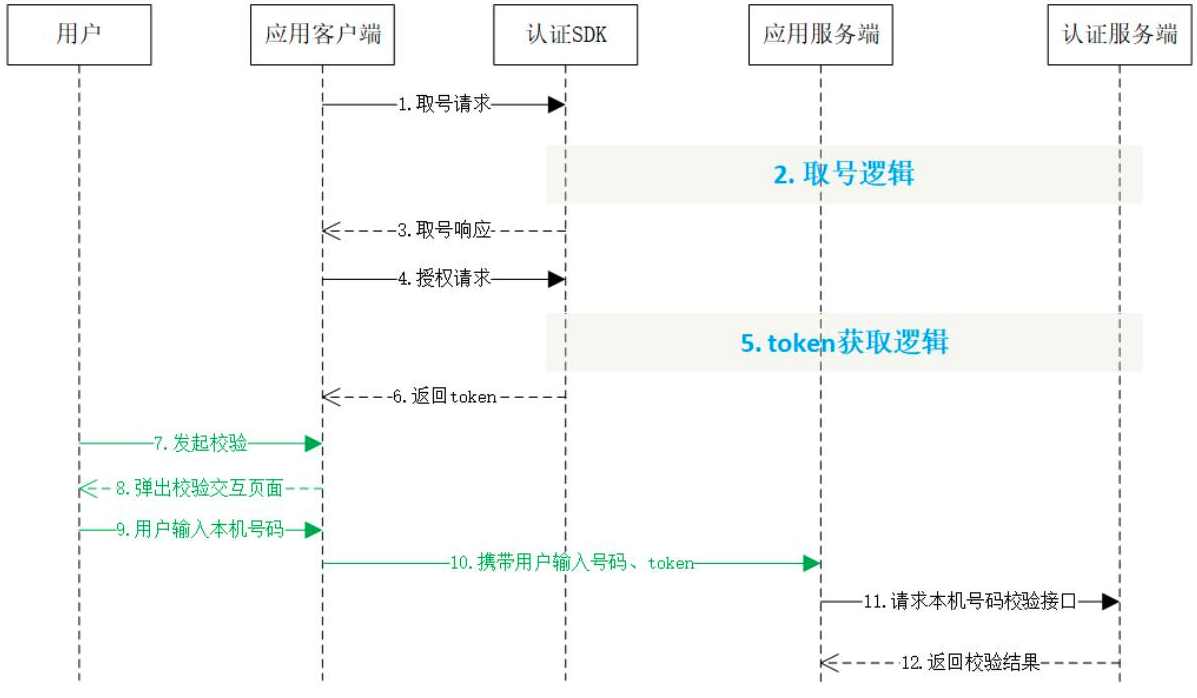 用户
应用客户端
认证SDK
应用服务端
认证服务端
1.取号请求
2. 取号逻辑
3.取号响应
4.授权请求
5. token获取逻辑
6.返回token
7.发起校验
8.弹出校验交互页面
9.用户输入本机号码
10.携带用户输入号码、token
11.请求本机号码校验接口
12.返回校验结果